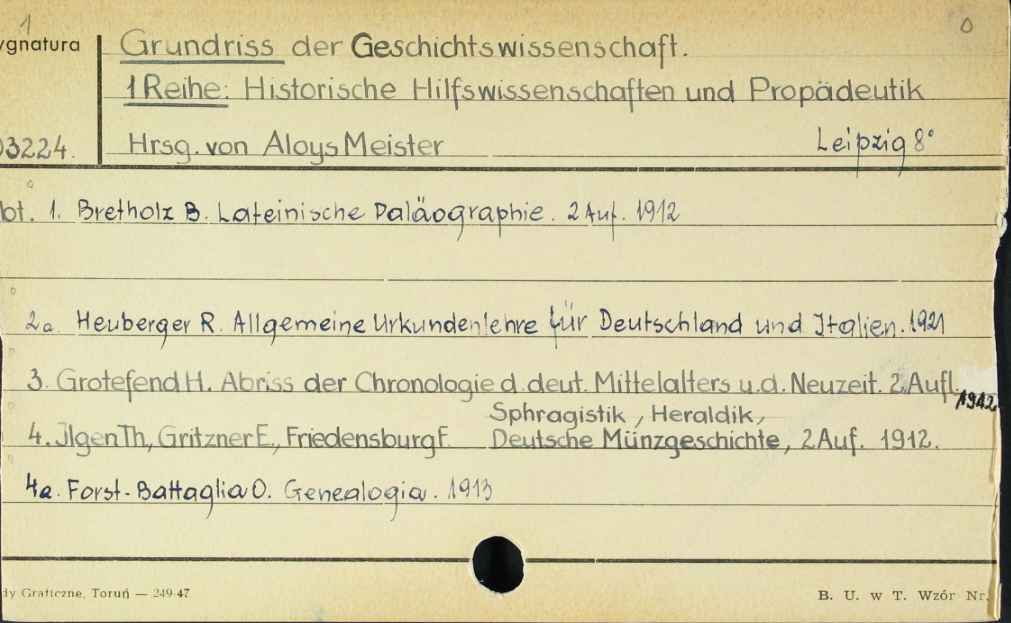 1
0
ygnatura
Grundriss der Geschichtswissenschaft.
1 Reihe: Historische Hilfswissenschaften und Propädeutik
03224. Hrsg. von Aloys Meister Leipzig 8°
bt. 1. Bretholz B. Lateinische Paläographie. 2 Auf. 1912
2a. Heuberger R. Allgemeine Urkundenlehre für Deutschland und Italien. 1921
3. Grotefend H. Abriss der Chronologie d. deut. Mittelalters u.d. Neuzeit. 2 Aufl. 1912
Sphragistik, Heraldik,
4. Jlgen Th., Gritzner E., Friedensburg F. Deutsche Münzgeschichte, 2 Auf. 1912.
4a. Forst-Battaglia O. Genealogia. 1913
dy Graficzne, Toruń — 249-47 B. U. w T. Wzór Nr.